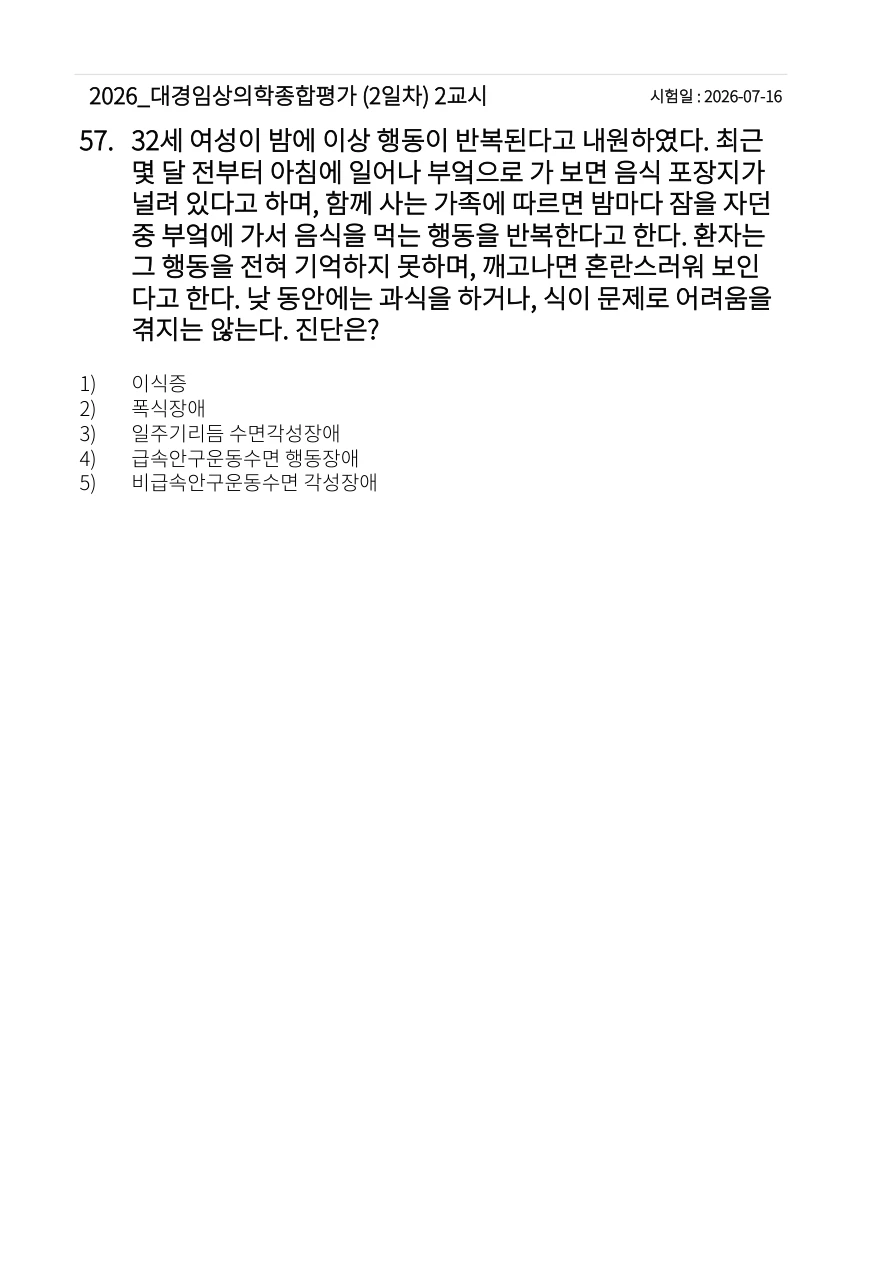 2026_대경임상의학종합평가 (2일차) 2교시
시험일 : 2026-07-16
57. 32세 여성이 밤에 이상 행동이 반복된다고 내원하였다. 최근
몇 달 전부터 아침에 일어나 부엌으로 가 보면 음식 포장지가
널려 있다고 하며, 함께 사는 가족에 따르면 밤마다 잠을 자던
중 부엌에 가서 음식을 먹는 행동을 반복한다고 한다. 환자는
그 행동을 전혀 기억하지 못하며, 깨고나면 혼란스러워 보인
다고 한다. 낮 동안에는 과식을 하거나, 식이 문제로 어려움을
겪지는 않는다. 진단은?
1) 이식증
2) 폭식장애
3) 일주기리듬 수면각성장애
4) 급속안구운동수면 행동장애
5) 비급속안구운동수면 각성장애